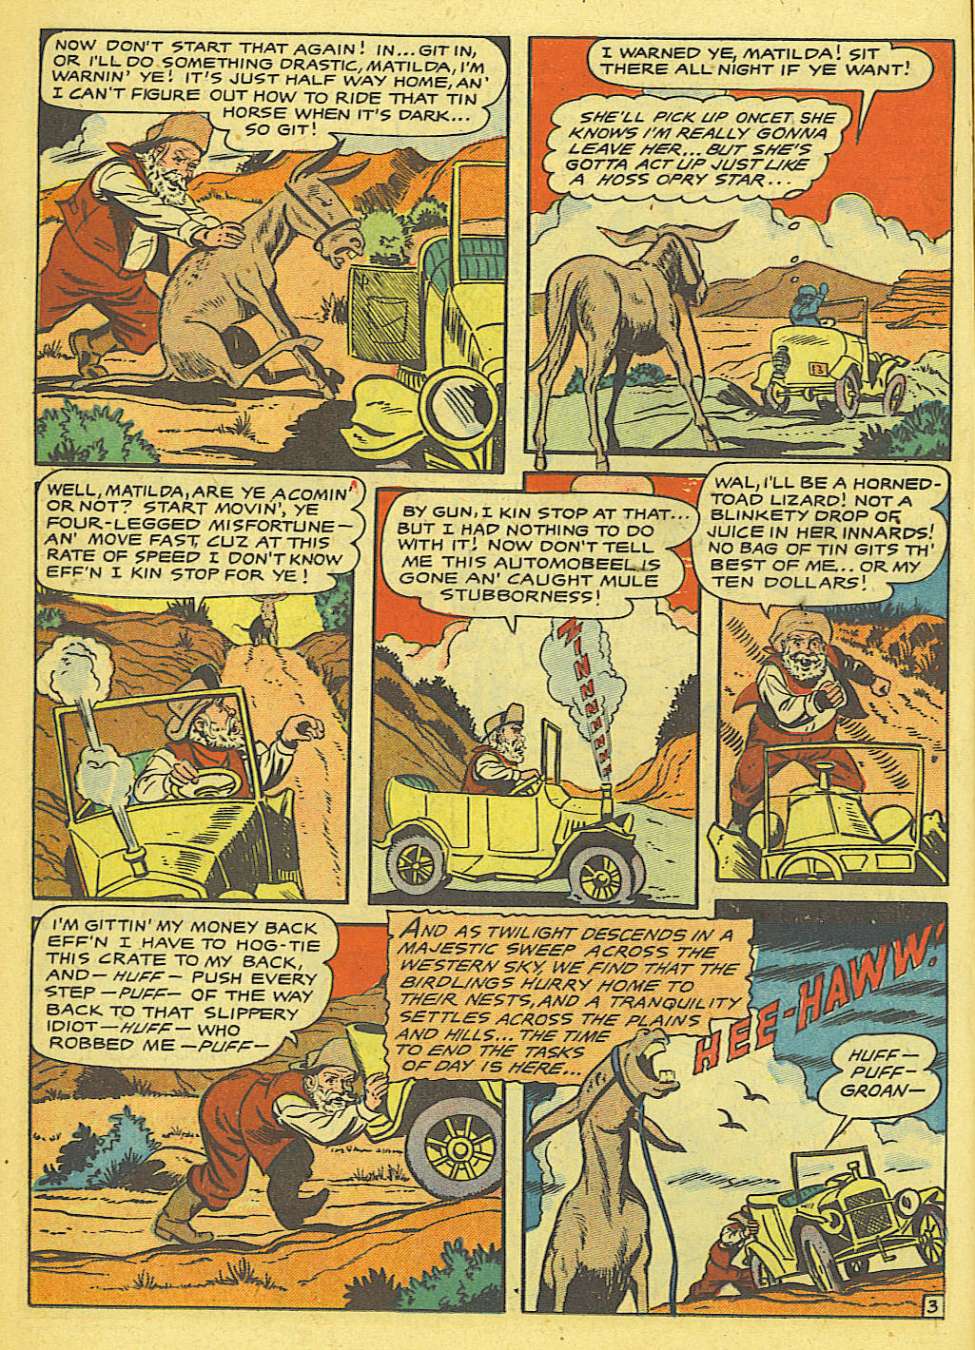 NOW DON'T START THAT AGAIN! IN...GIT IN,
OR I'LL DO SOMETHING DRASTIC, MATILDA, I'M
WARNIN' YE! IT'S JUST HALF WAY HOME, AN'
I CAN'T FIGURE OUT HOW TO RIDE THAT TIN
HORSE WHEN IT'S DARK...
SO GIT!
I WARNED YE, MATILDA! SIT
THERE ALL NIGHT IF YE WANT!
SHE'LL PICK UP ONCET SHE
KNOWS I'M REALLY GONNA
LEAVE HER... BUT SHE'S
GOTTA ACT UP JUST LIKE
A HOSS OPRY STAR...
13
WELL, MATILDA, ARE YE ACOMIN'
OR NOT? START MOVIN', YE
FOUR-LEGGED MISFORTUNE—
AN' MOVE FAST, CUZ AT THIS
RATE OF SPEED I DON'T KNOW
EFF'N I KIN STOP FOR YE!
BY GUN, I KIN STOP AT THAT...
BUT I HAD NOTHING TO DO
WITH IT! NOW DON'T TELL
ME THIS AUTOMOBEEL IS
GONE AN' CAUGHT MULE
STUBBORNESS!
WAL, I'LL BE A HORNED-
TOAD LIZARD! NOT A
BLINKETY DROP OF
JUICE IN HER INNARDS!
NO BAG OF TIN GITS TH'
BEST OF ME... OR MY
TEN DOLLARS!
I'M GITTIN' MY MONEY BACK
EFF'N I HAVE TO HOG-TIE
THIS CRATE TO MY BACK,
AND—HUFF— PUSH EVERY
STEP—PUFF— OF THE WAY
BACK TO THAT SLIPPERY
IDIOT—HUFF— WHO
ROBBED ME —PUFF—
AND AS TWILIGHT DESCENDS IN A
MAJESTIC SWEEP ACROSS THE
WESTERN SKY, WE FIND THAT THE
BIRDLINGS HURRY HOME TO
THEIR NESTS, AND A TRANQUILITY
SETTLES ACROSS THE PLAINS
AND HILLS... THE TIME
TO END THE TASKS
OF DAY IS HERE...
HEE-HAWW!
HUFF—
PUFF—
GROAN—
3